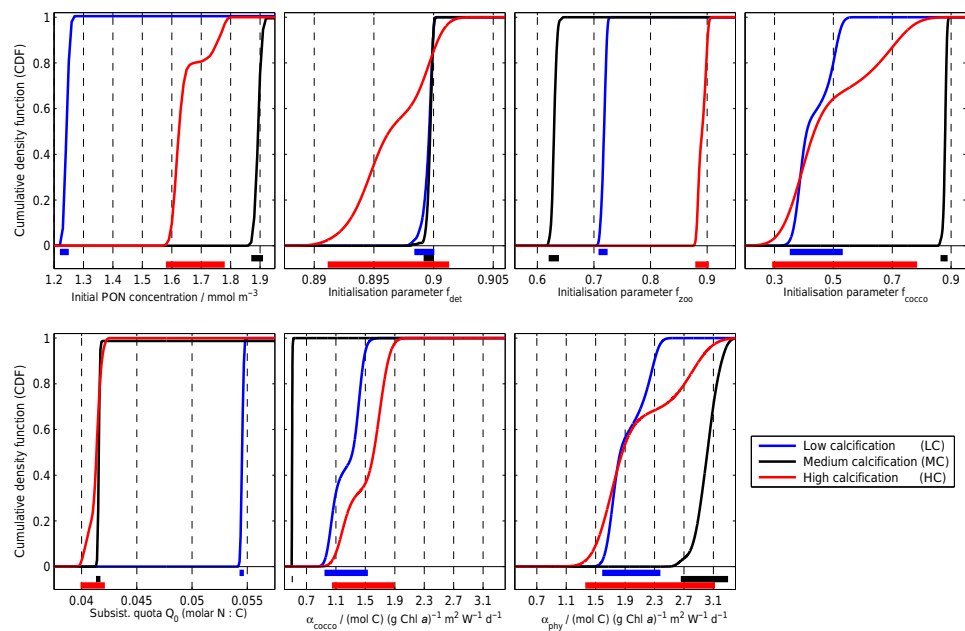 Cumulative density function (CDF)
1
0.8
0.6
0.4
0.2
0
1.2 1.3 1.4 1.5 1.6 1.7 1.8 1.9
Initial PON concentration / mmol m⁻³
0.89 0.895 0.9 0.905
Initialisation parameter f_det
0.6 0.7 0.8 0.9
Initialisation parameter f_zoo
0.3 0.5 0.7 0.9
Initialisation parameter f_cocco
Cumulative density function (CDF)
1
0.8
0.6
0.4
0.2
0
0.04 0.045 0.05 0.055
Subsist. quota Q₀ (molar N : C)
0.7 1.1 1.5 1.9 2.3 2.7 3.1
α_cocco / (mol C) (g Chl a)⁻¹ m² W⁻¹ d⁻¹
0.7 1.1 1.5 1.9 2.3 2.7 3.1
α_phy / (mol C) (g Chl a)⁻¹ m² W⁻¹ d⁻¹
Low calcification (LC)
Medium calcification (MC)
High calcification (HC)